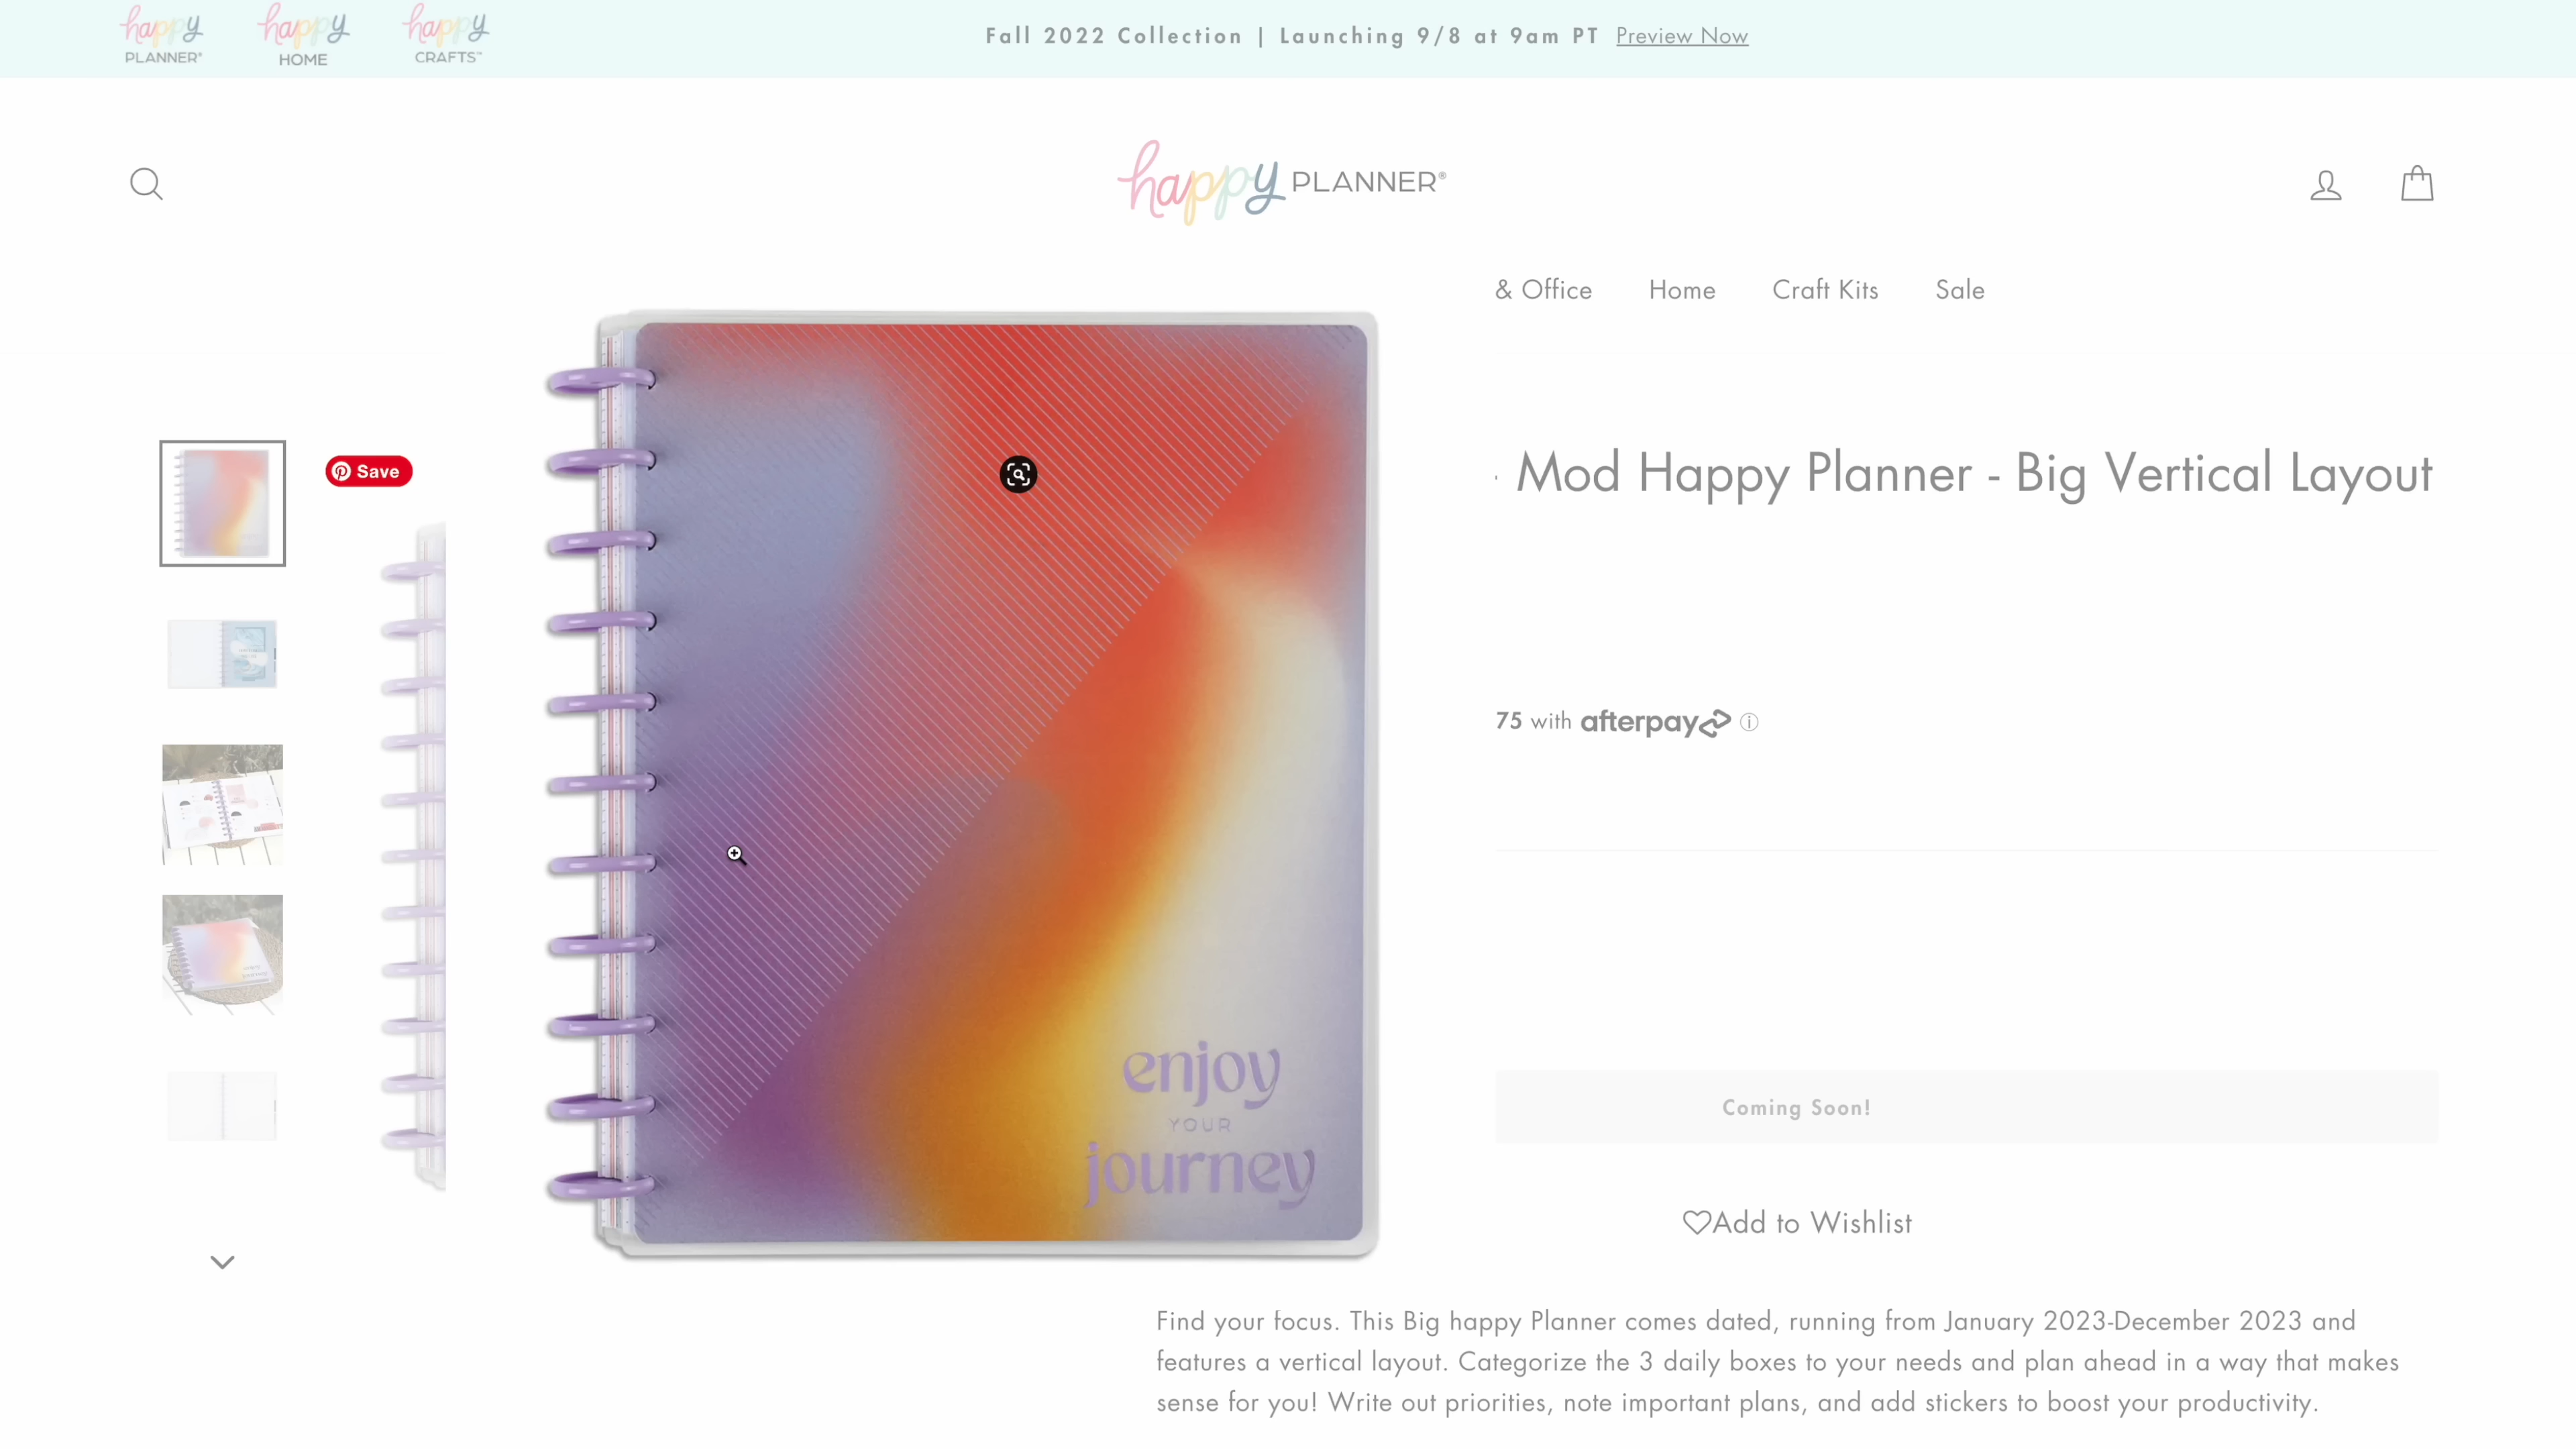 happy PLANNER®
happy HOME
happy CRAFTS™
Fall 2022 Collection | Launching 9/8 at 9am PT Preview Now
happy PLANNER®
& Office Home Craft Kits Sale
Save
Mod Happy Planner - Big Vertical Layout
75 with afterpay
enjoy
YOUR
journey
Coming Soon!
Add to Wishlist
Find your focus. This Big happy Planner comes dated, running from January 2023-December 2023 and
features a vertical layout. Categorize the 3 daily boxes to your needs and plan ahead in a way that makes
sense for you! Write out priorities, note important plans, and add stickers to boost your productivity.